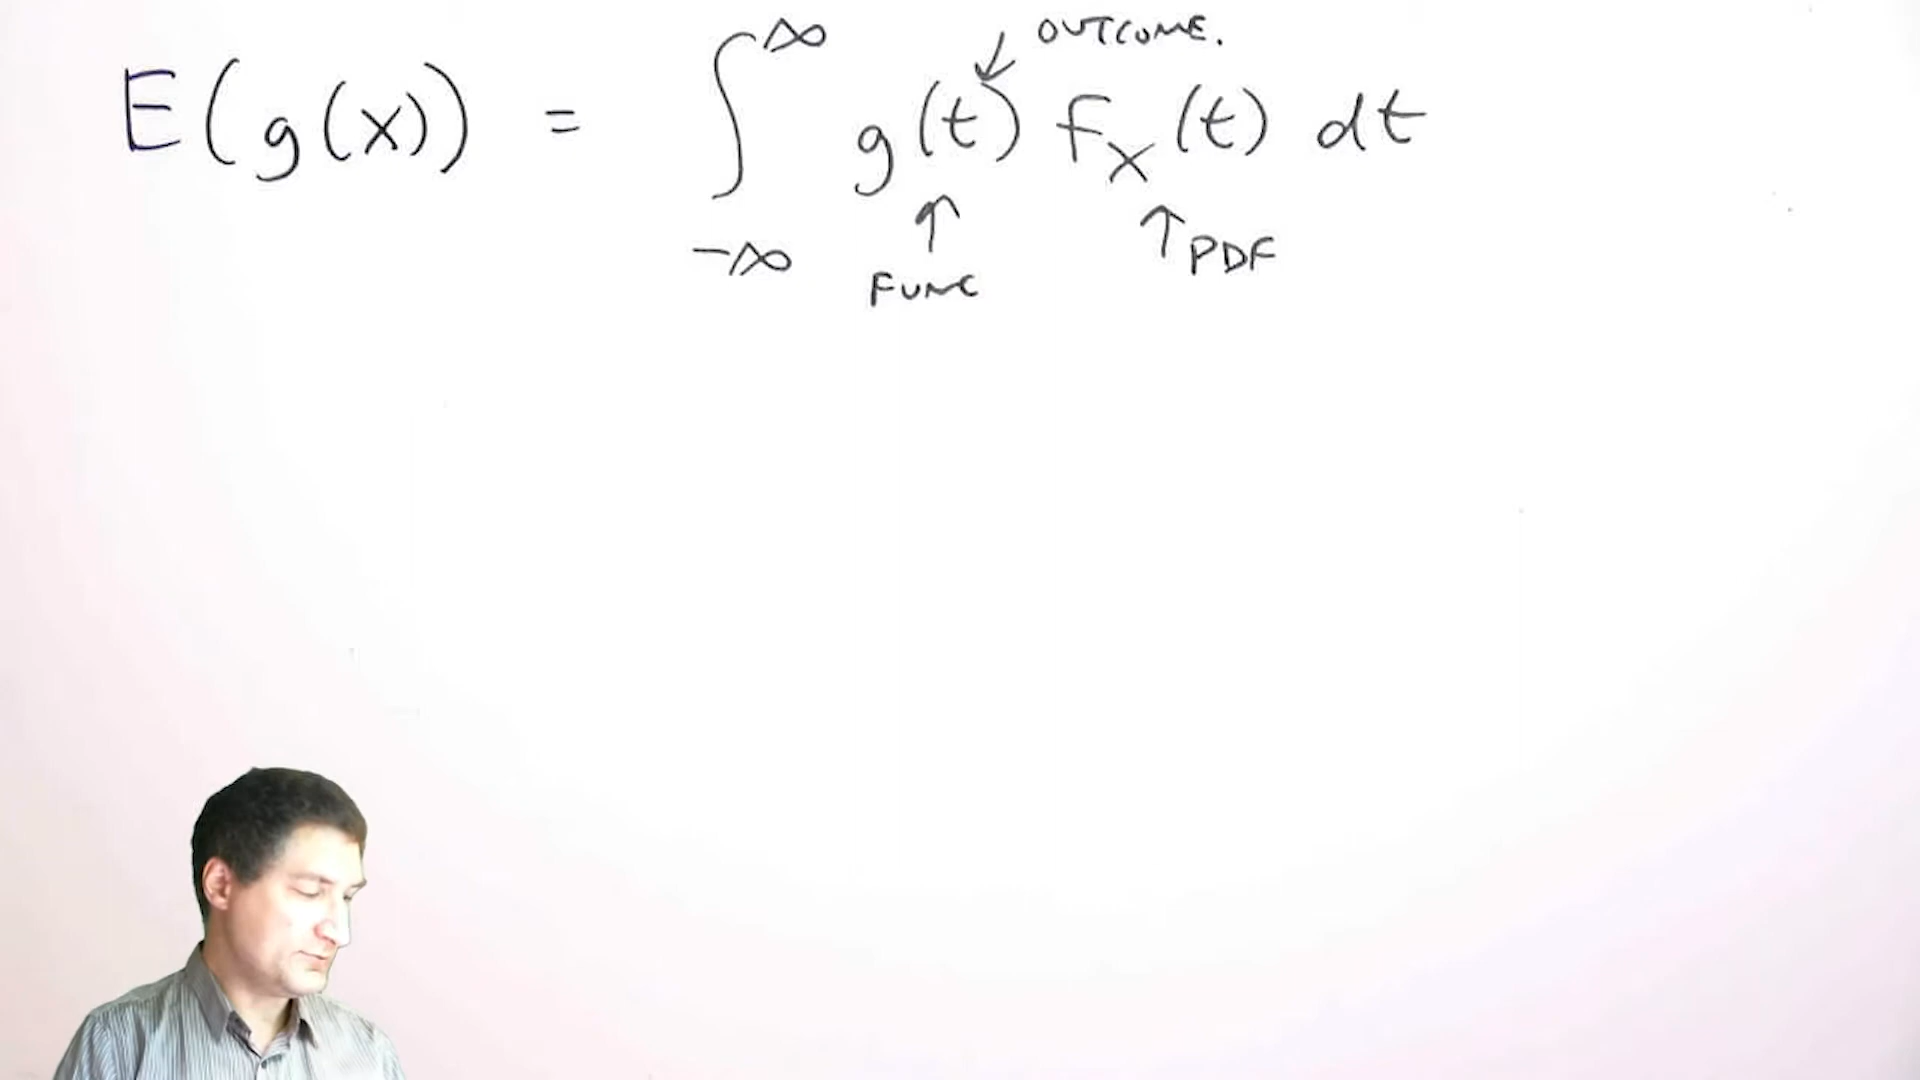 OUTCOME.
E(g(x)) = ∫_{-∞}^{∞} g(t) f_X(t) dt
FUNC
PDF